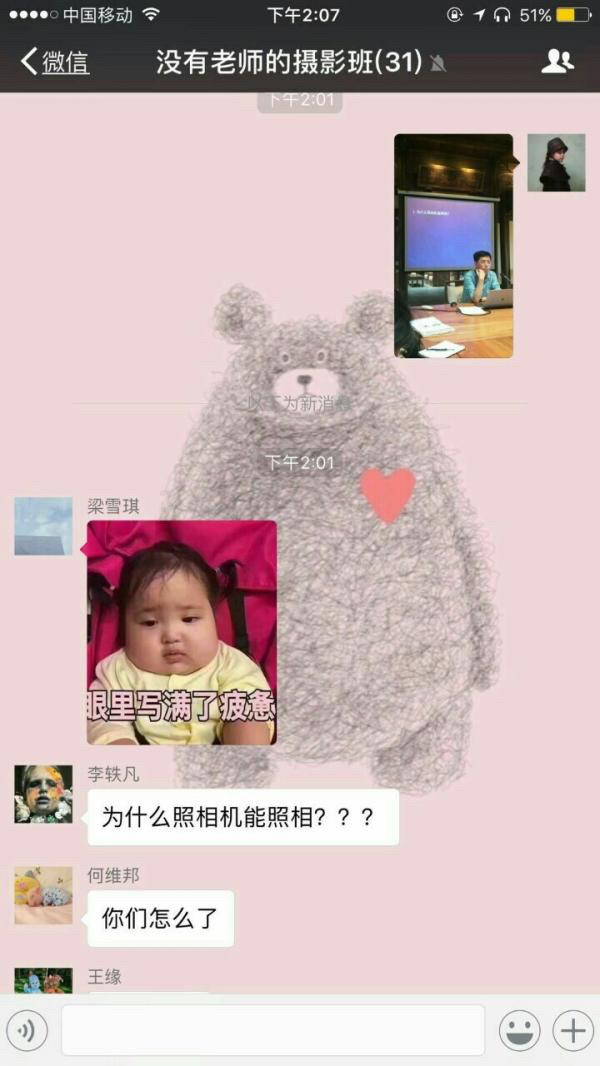 中国移动 下午2:07 51%
微信 没有老师的摄影班(31)
下午2:01
以下为新消息
下午2:01
梁雪琪
眼里写满了疲惫
李轶凡
为什么照相机能照相？？？
何维邦
你们怎么了
王缘